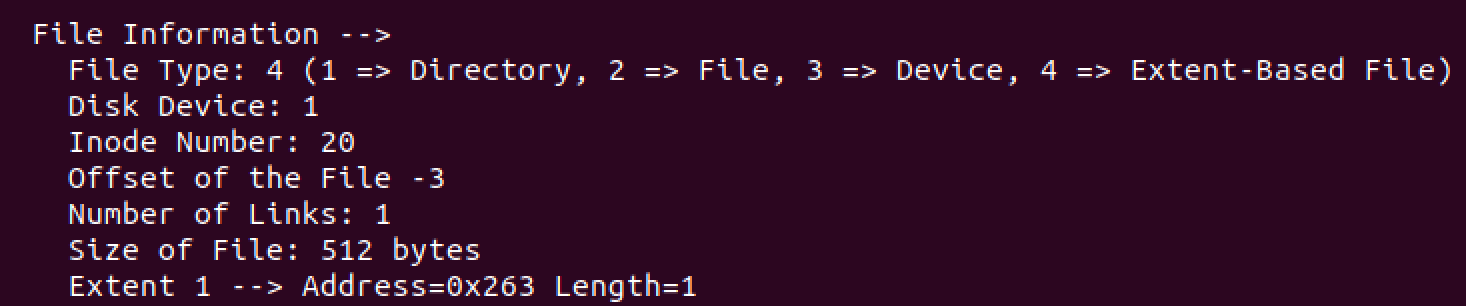 File Information -->
File Type: 4 (1 => Directory, 2 => File, 3 => Device, 4 => Extent-Based File)
Disk Device: 1
Inode Number: 20
Offset of the File -3
Number of Links: 1
Size of File: 512 bytes
Extent 1 --> Address=0x263 Length=1